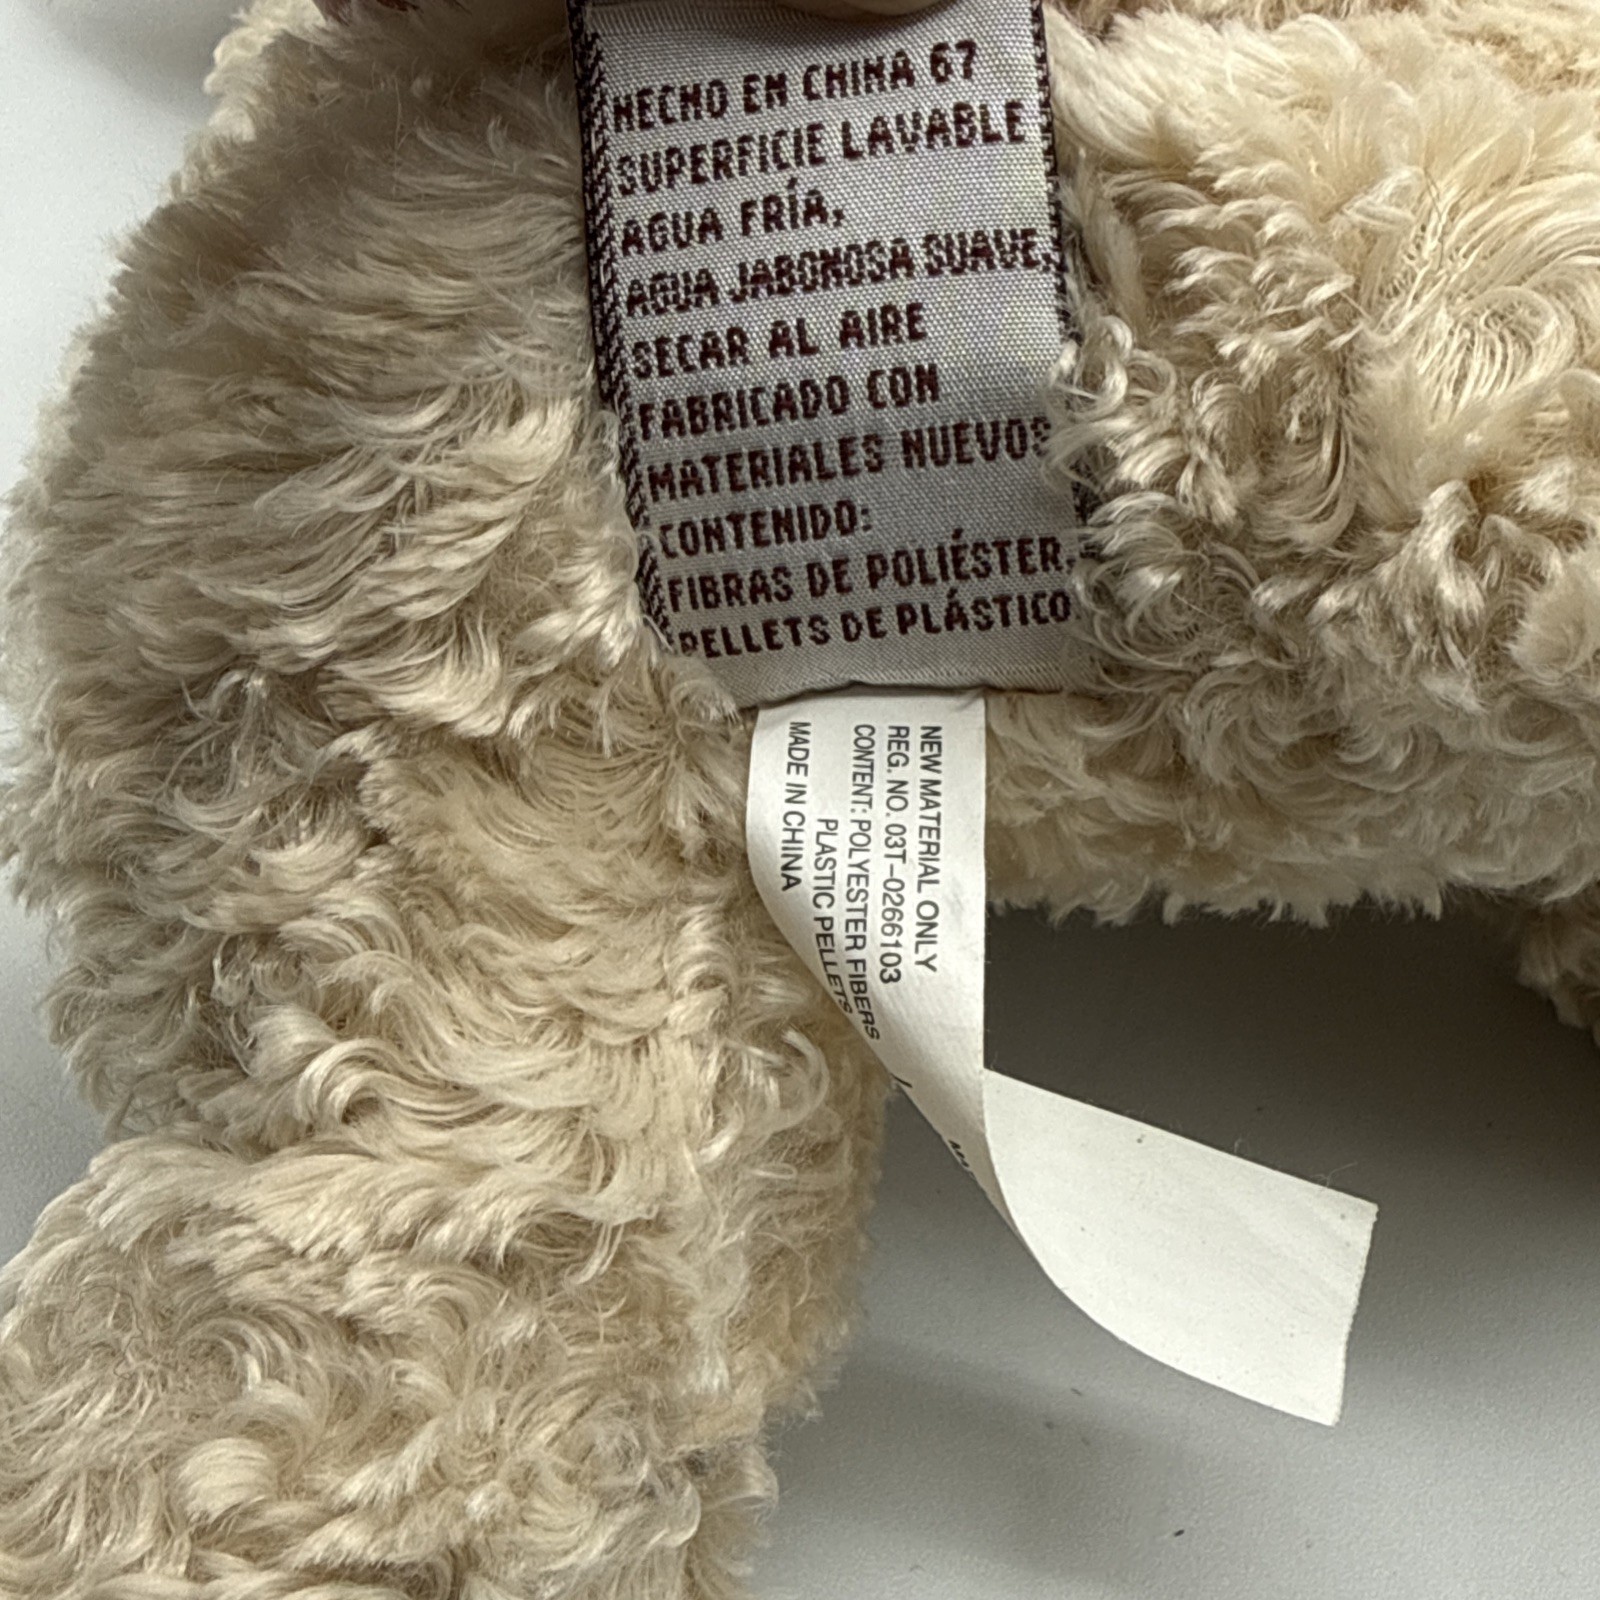 HECHO EN CHINA 67
SUPERFICIE LAVABLE
AGUA FRÍA,
AGUA JABONOSA SUAVE,
SECAR AL AIRE
FABRICADO CON
MATERIALES NUEVOS
CONTENIDO:
FIBRAS DE POLIÉSTER,
PELLETS DE PLÁSTICO
NEW MATERIAL ONLY
REG. NO. 03T-0266103
CONTENT: POLYESTER FIBERS
PLASTIC PELLETS
MADE IN CHINA